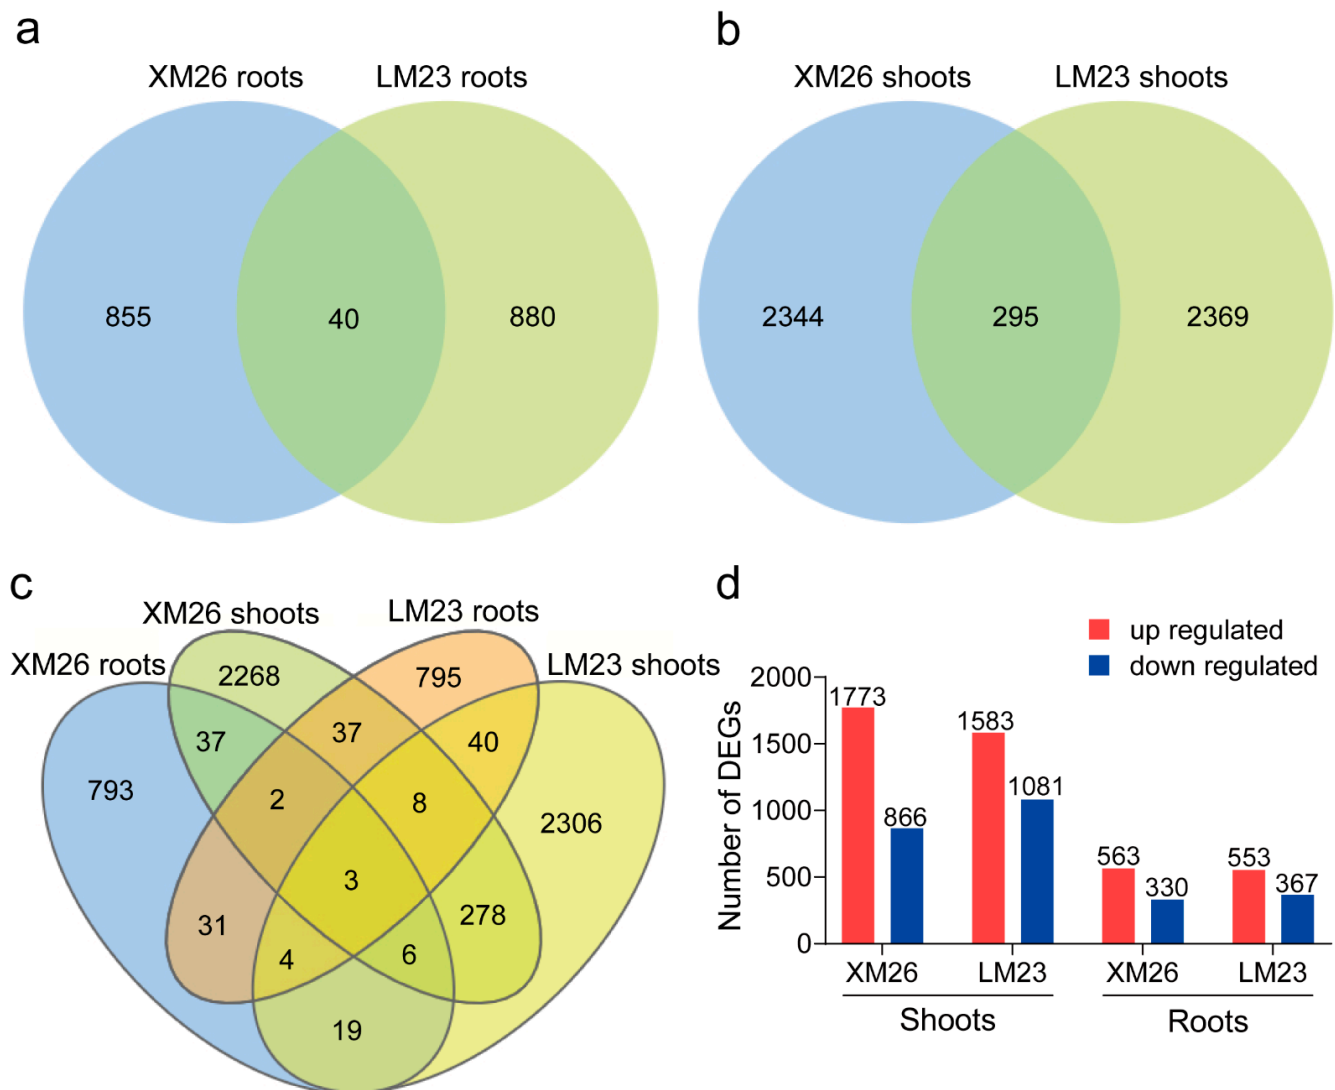 a
XM26 roots LM23 roots
855 40 880
b
XM26 shoots LM23 shoots
2344 295 2369
c
XM26 shoots LM23 roots
XM26 roots LM23 shoots
2268 795
37 37 40
793 2 8 2306
3
31 278
4 6
19
d
up regulated
down regulated
Number of DEGs
2000
1500
1000
500
0
1773
866
1583
1081
563
330
553
367
XM26 LM23 XM26 LM23
Shoots Roots